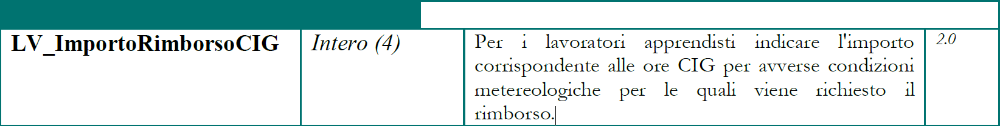 LV_ImportoRimborsoCIG
Intero (4)
Per i lavoratori apprendisti indicare l'importo
corrispondente alle ore CIG per avverse condizioni
metereologiche per le quali viene richiesto il
rimborso.
2.0